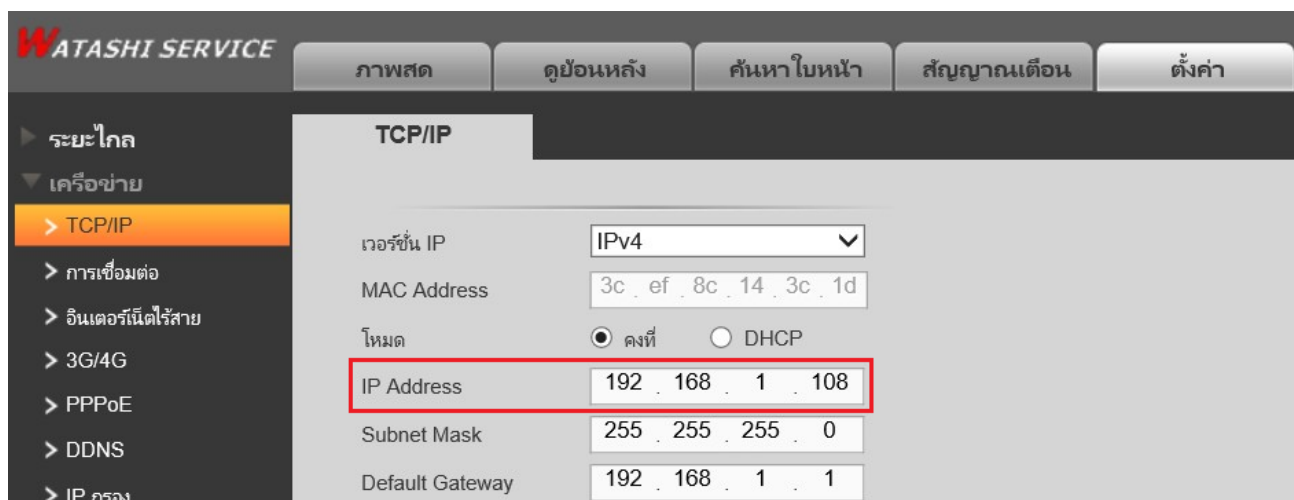 WATASHI SERVICE
ภาพสด
ดูย้อนหลัง
ค้นหาใบหน้า
สัญญาณเตือน
ตั้งค่า
ระยะไกล
เครือข่าย
TCP/IP
การเชื่อมต่อ
อินเตอร์เน็ตไร้สาย
3G/4G
PPPoE
DDNS
IP กรอง
TCP/IP
เวอร์ชั่น IP IPv4
MAC Address 3c . ef . 8c . 14 . 3c . 1d
โหมด คงที่ DHCP
IP Address 192 . 168 . 1 . 108
Subnet Mask 255 . 255 . 255 . 0
Default Gateway 192 . 168 . 1 . 1